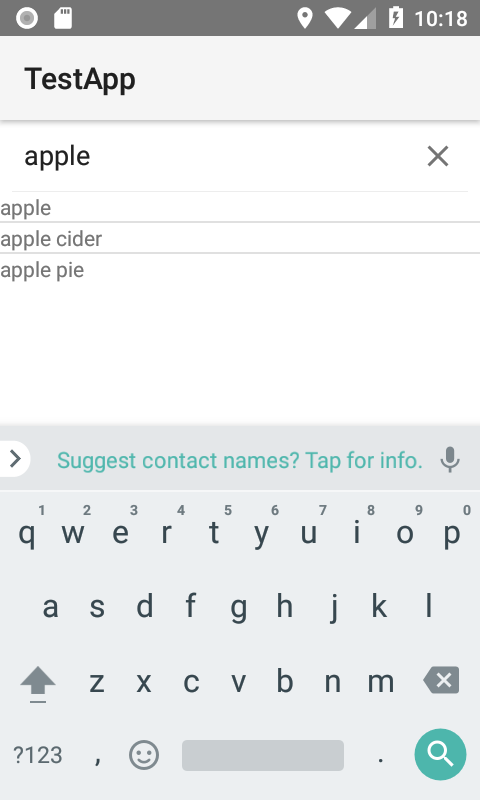 10:18
TestApp
apple
apple
apple cider
apple pie
Suggest contact names? Tap for info.
1 2 3 4 5 6 7 8 9 0
q w e r t y u i o p
a s d f g h j k l
z x c v b n m
?123 , .